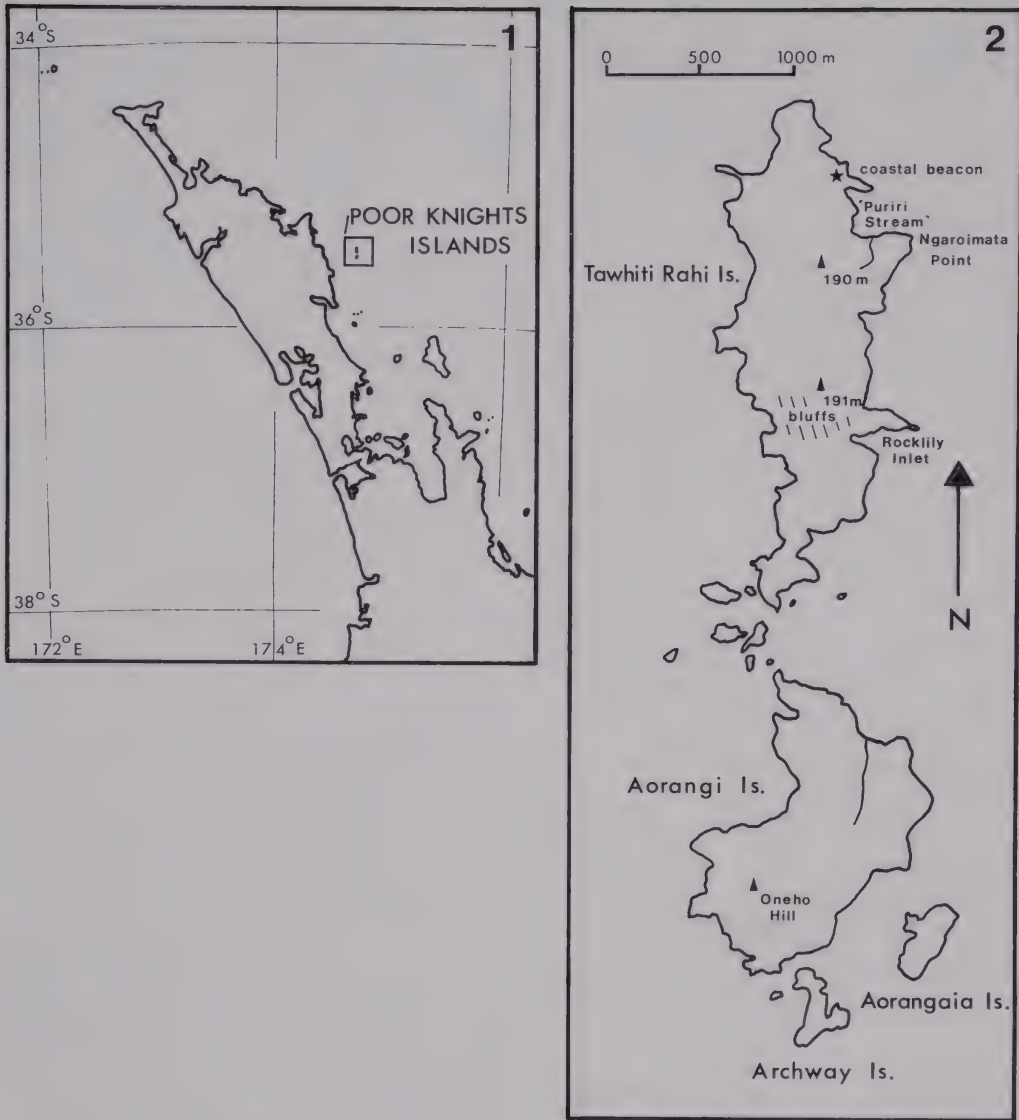 1
34°S
POOR KNIGHTS
ISLANDS
36°S
38°S
172°E
174°E
2
0 500 1000 m
coastal beacon
'Puriri
Stream'
Ngaroimata
Point
190 m
Tawhiti Rahi Is.
191m
bluffs
Rocklily
Inlet
N
Aorangi Is.
Oneho
Hill
Aorangaia Is.
Archway Is.